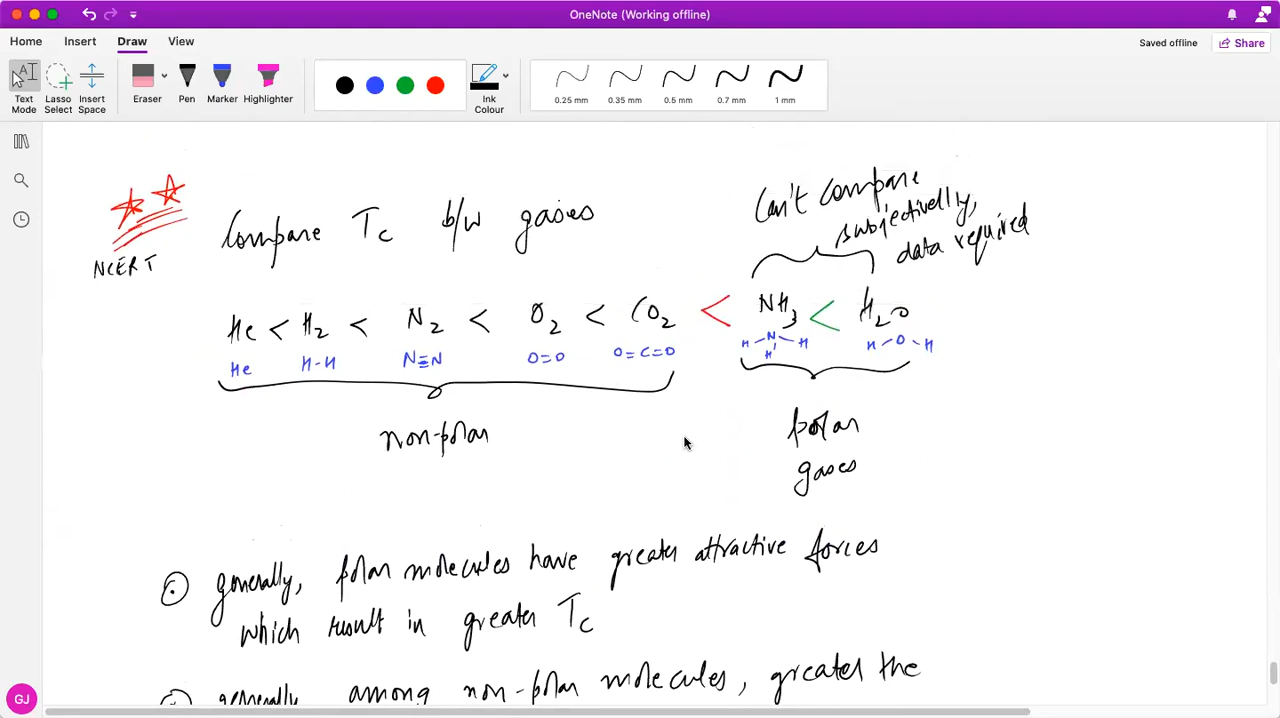 OneNote (Working offline)
Home Insert Draw View
Saved offline
Share
Text Mode
Lasso Select
Insert Space
Eraser
Pen
Marker
Highlighter
Ink Colour
0.25 mm
0.35 mm
0.5 mm
0.7 mm
1 mm
NCERT
Compare Tc b/w gases
Can't compare
subjectivelly,
data required
He < H2 < N2 < O2 < CO2 < NH3 < H2O
He H-H N≡N O=O O=C=O H-N-H H-O-H
H
non-polar
polar
gases
generally, polar molecules have greater attractive forces
which result in greater Tc
generally among non-polar molecules, greater the
GJ